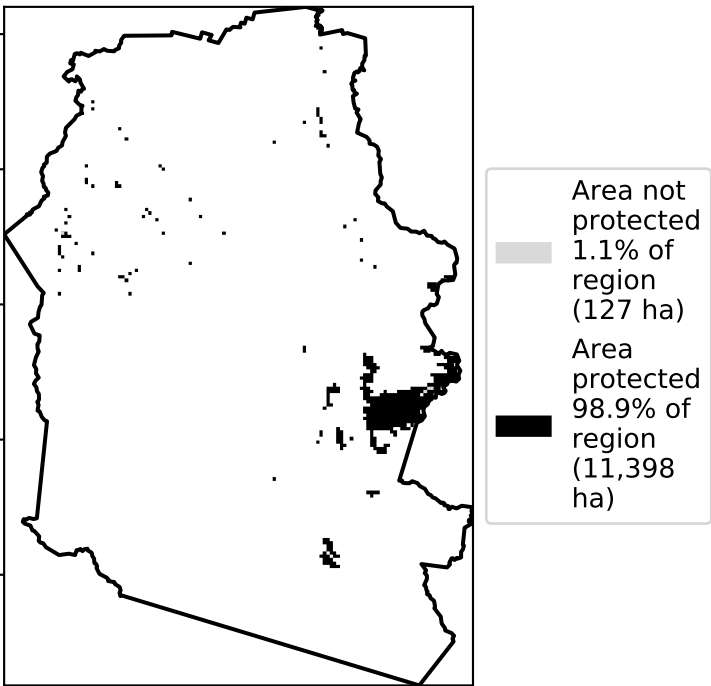 Area not
protected
1.1% of
region
(127 ha)
Area
protected
98.9% of
region
(11,398
ha)